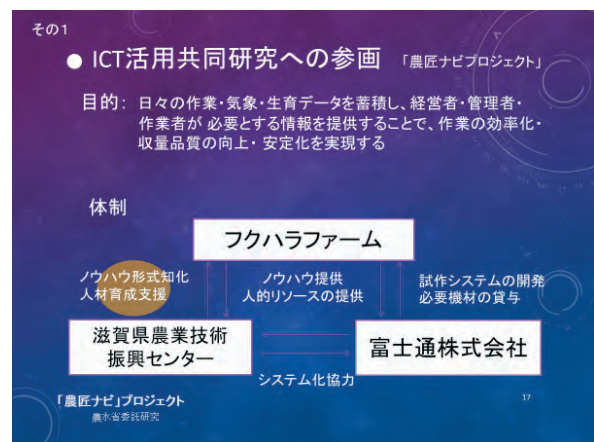 その1
● ICT活用共同研究への参画 「農匠ナビプロジェクト」
目的: 日々の作業・気象・生育データを蓄積し、経営者・管理者・
作業者が 必要とする情報を提供することで、作業の効率化・
収量品質の向上・ 安定化を実現する
体制
フクハラファーム
ノウハウ形式知化
人材育成支援
ノウハウ提供
人的リソースの提供
試作システムの開発
必要機材の貸与
滋賀県農業技術
振興センター
富士通株式会社
システム化協力
「農匠ナビ」プロジェクト
農水省委託研究
17